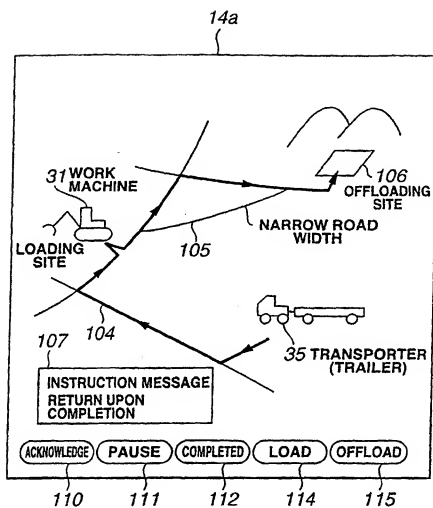 14a
31 WORK
MACHINE
LOADING
SITE
106
OFFLOADING
SITE
NARROW ROAD
WIDTH
105
104
35 TRANSPORTER
(TRAILER)
107
INSTRUCTION MESSAGE
RETURN UPON
COMPLETION
ACKNOWLEDGE PAUSE COMPLETED LOAD OFFLOAD
110 111 112 114 115